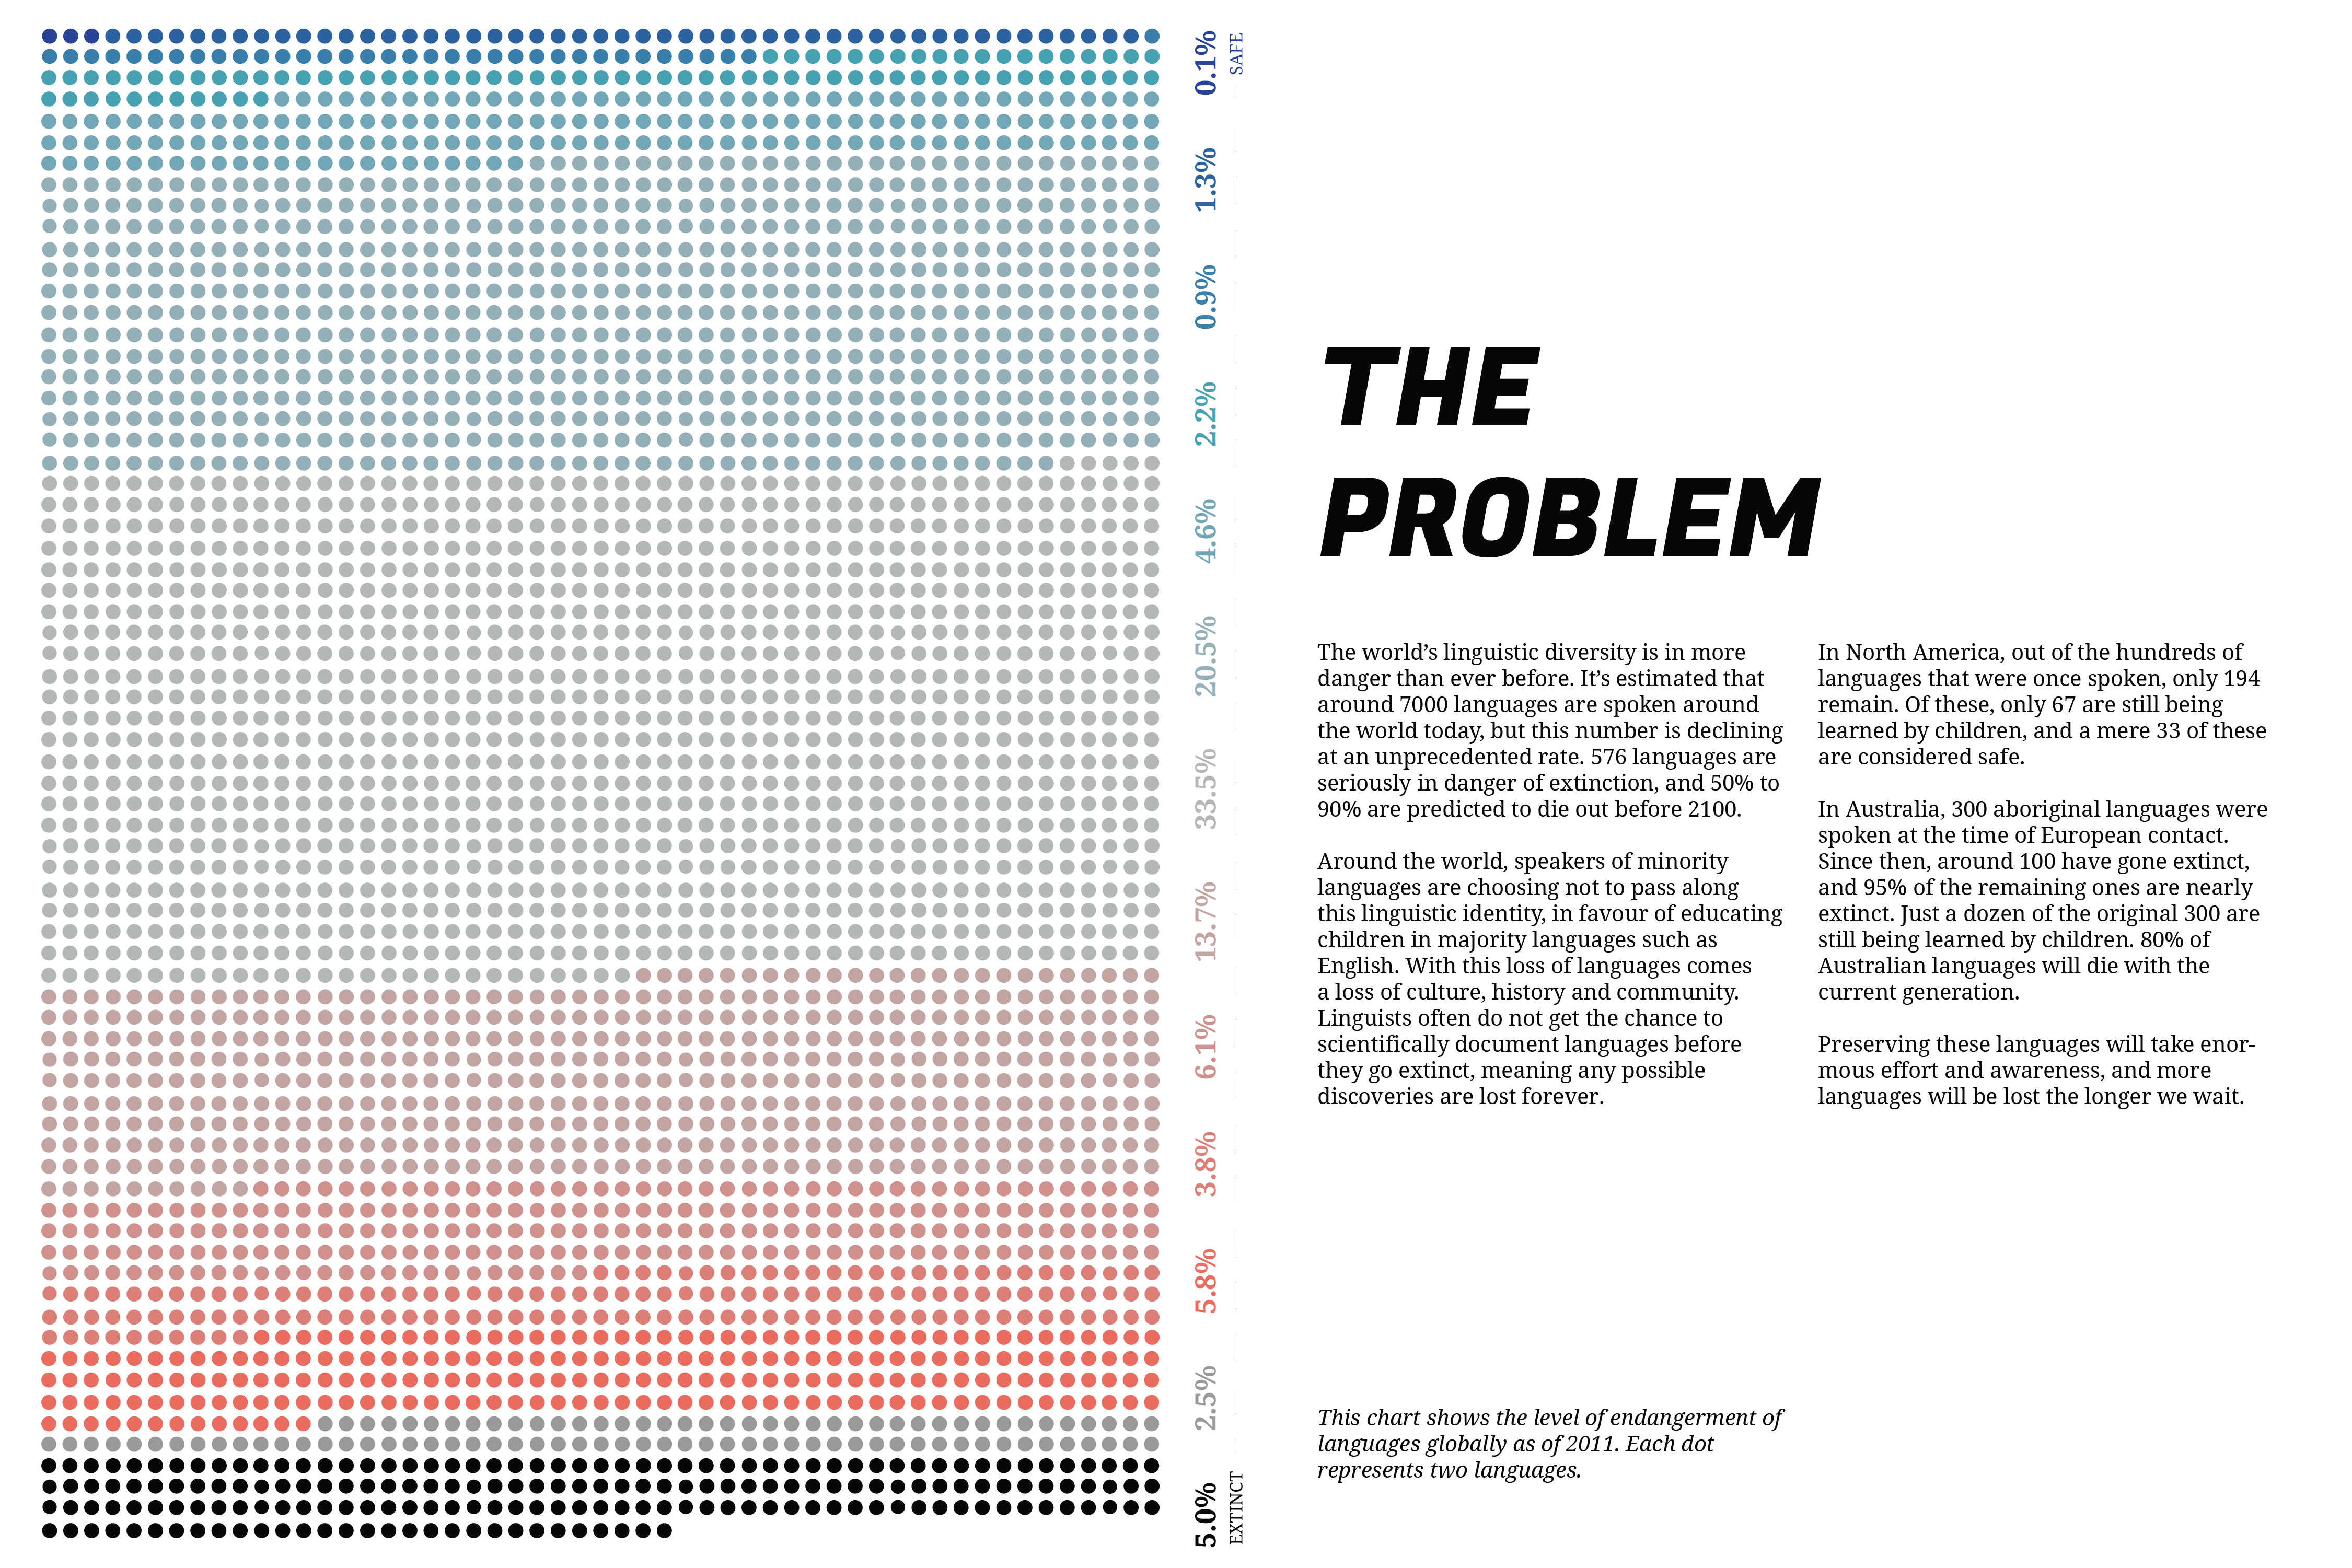 0.1%
1.3%
0.9%
2.2%
4.6%
20.5%
33.5%
13.7%
6.1%
3.8%
5.8%
2.5%
5.0%
SAFE
EXTINCT
THE
PROBLEM
The world’s linguistic diversity is in more
danger than ever before. It’s estimated that
around 7000 languages are spoken around
the world today, but this number is declining
at an unprecedented rate. 576 languages are
seriously in danger of extinction, and 50% to
90% are predicted to die out before 2100.
Around the world, speakers of minority
languages are choosing not to pass along
this linguistic identity, in favour of educating
children in majority languages such as
English. With this loss of languages comes
a loss of culture, history and community.
Linguists often do not get the chance to
scientifically document languages before
they go extinct, meaning any possible
discoveries are lost forever.
In North America, out of the hundreds of
languages that were once spoken, only 194
remain. Of these, only 67 are still being
learned by children, and a mere 33 of these
are considered safe.
In Australia, 300 aboriginal languages were
spoken at the time of European contact.
Since then, around 100 have gone extinct,
and 95% of the remaining ones are nearly
extinct. Just a dozen of the original 300 are
still being learned by children. 80% of
Australian languages will die with the
current generation.
Preserving these languages will take enor-
mous effort and awareness, and more
languages will be lost the longer we wait.
This chart shows the level of endangerment of
languages globally as of 2011. Each dot
represents two languages.